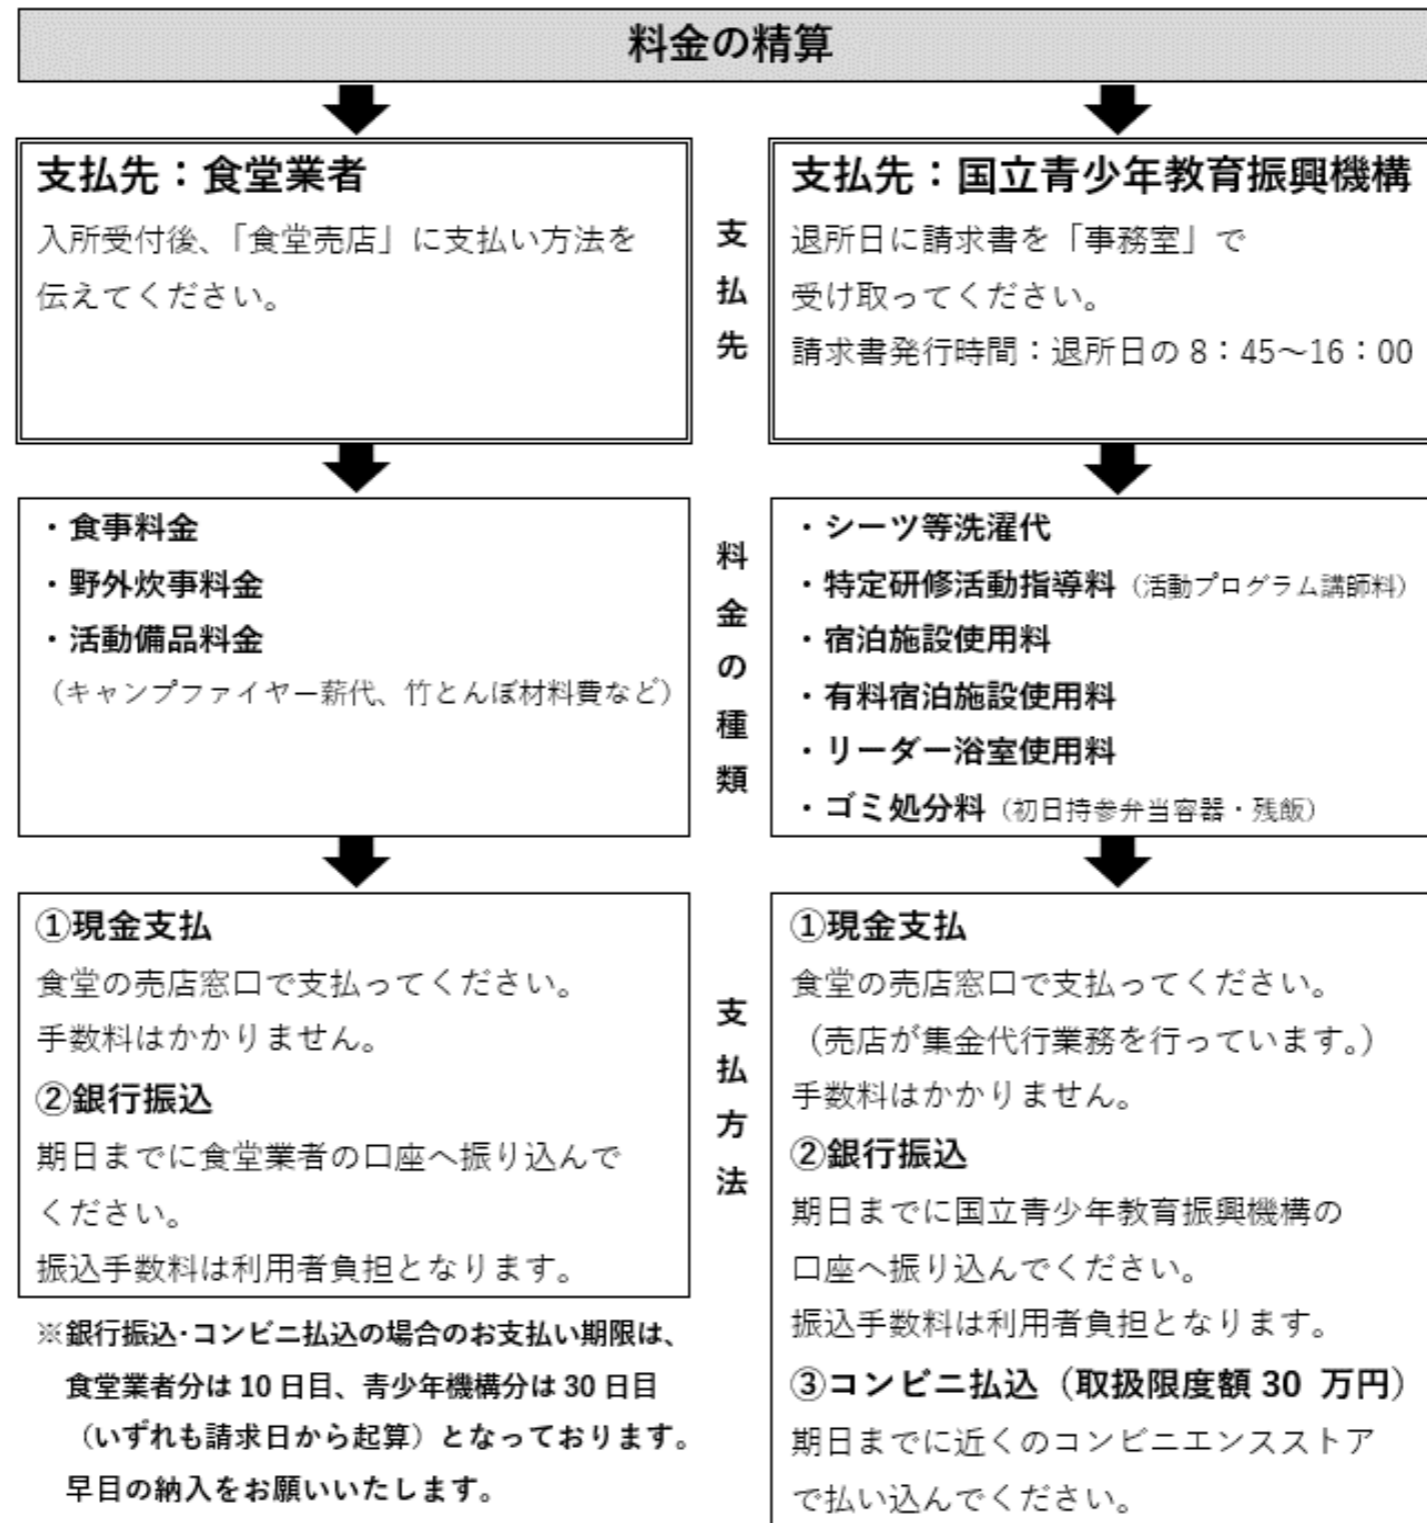 料金の精算
支払先：食堂業者
入所受付後、「食堂売店」に支払い方法を
伝えてください。
支払先
支払先：国立青少年教育振興機構
退所日に請求書を「事務室」で
受け取ってください。
請求書発行時間：退所日の 8：45～16：00
・食事料金
・野外炊事料金
・活動備品料金
（キャンプファイヤー薪代、竹とんぼ材料費など）
料金の種類
・シーツ等洗濯代
・特定研修活動指導料（活動プログラム講師料）
・宿泊施設使用料
・有料宿泊施設使用料
・リーダー浴室使用料
・ゴミ処分料（初日持参弁当容器・残飯）
①現金支払
食堂の売店窓口で支払ってください。
手数料はかかりません。
②銀行振込
期日までに食堂業者の口座へ振り込んで
ください。
振込手数料は利用者負担となります。
※銀行振込･コンビニ払込の場合のお支払い期限は、
食堂業者分は 10 日目、青少年機構分は 30 日目
（いずれも請求日から起算）となっております。
早目の納入をお願いいたします。
支払方法
①現金支払
食堂の売店窓口で支払ってください。
（売店が集金代行業務を行っています。）
手数料はかかりません。
②銀行振込
期日までに国立青少年教育振興機構の
口座へ振り込んでください。
振込手数料は利用者負担となります。
③コンビニ払込（取扱限度額 30 万円）
期日までに近くのコンビニエンスストア
で払い込んでください。